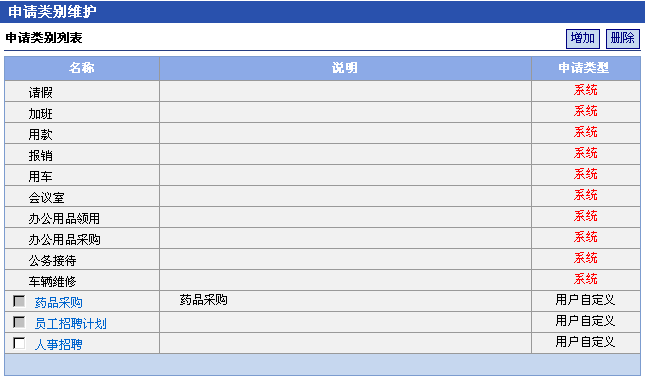 申请类别维护
申请类别列表 增加 删除
名称 说明 申请类型
请假 系统
加班 系统
用款 系统
报销 系统
用车 系统
会议室 系统
办公用品领用 系统
办公用品采购 系统
公务接待 系统
车辆维修 系统
药品采购 药品采购 用户自定义
员工招聘计划 用户自定义
人事招聘 用户自定义